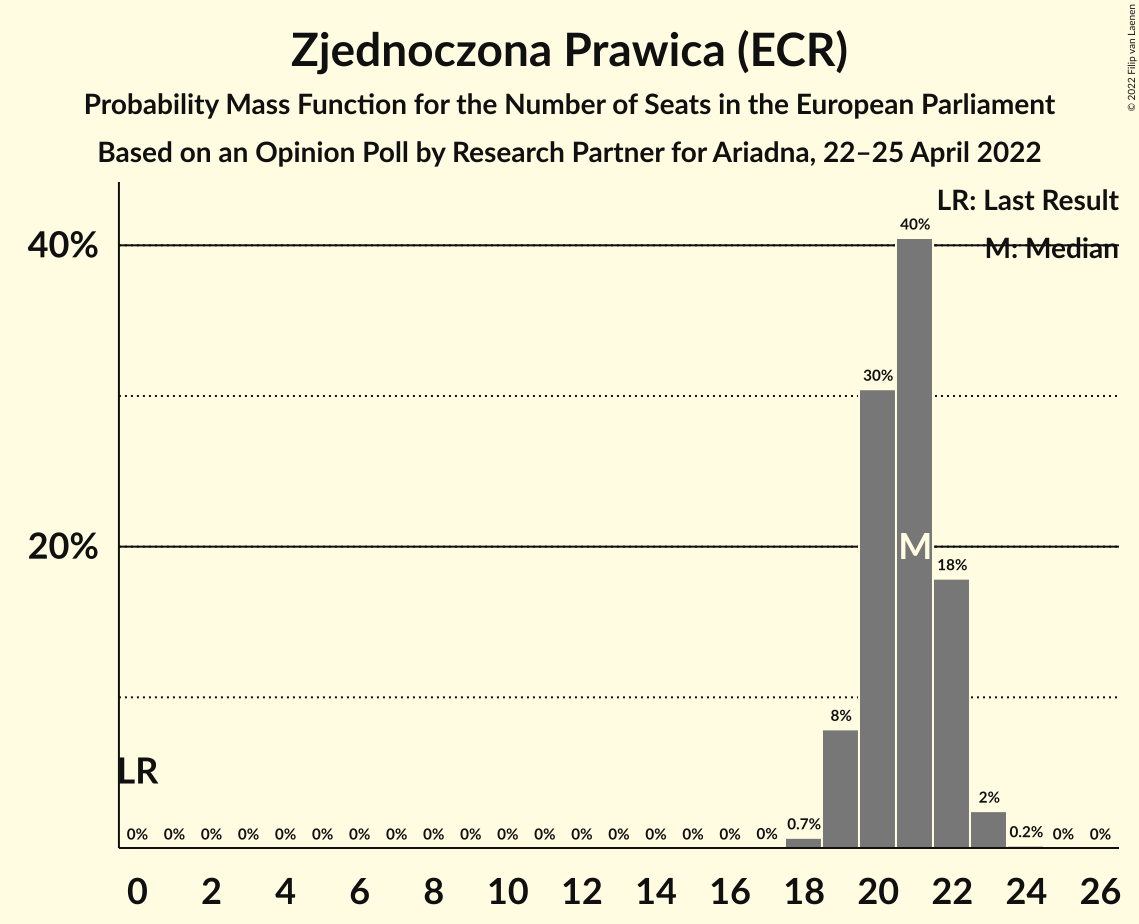 Zjednoczona Prawica (ECR)
Probability Mass Function for the Number of Seats in the European Parliament
Based on an Opinion Poll by Research Partner for Ariadna, 22–25 April 2022
© 2022 Filip van Laenen
LR: Last Result
M: Median
40%
40%
30%
20%
M
18%
8%
LR
2%
0% 0% 0% 0% 0% 0% 0% 0% 0% 0% 0% 0% 0% 0% 0% 0% 0% 0% 0.7% 0.2% 0% 0%
0 2 4 6 8 10 12 14 16 18 20 22 24 26